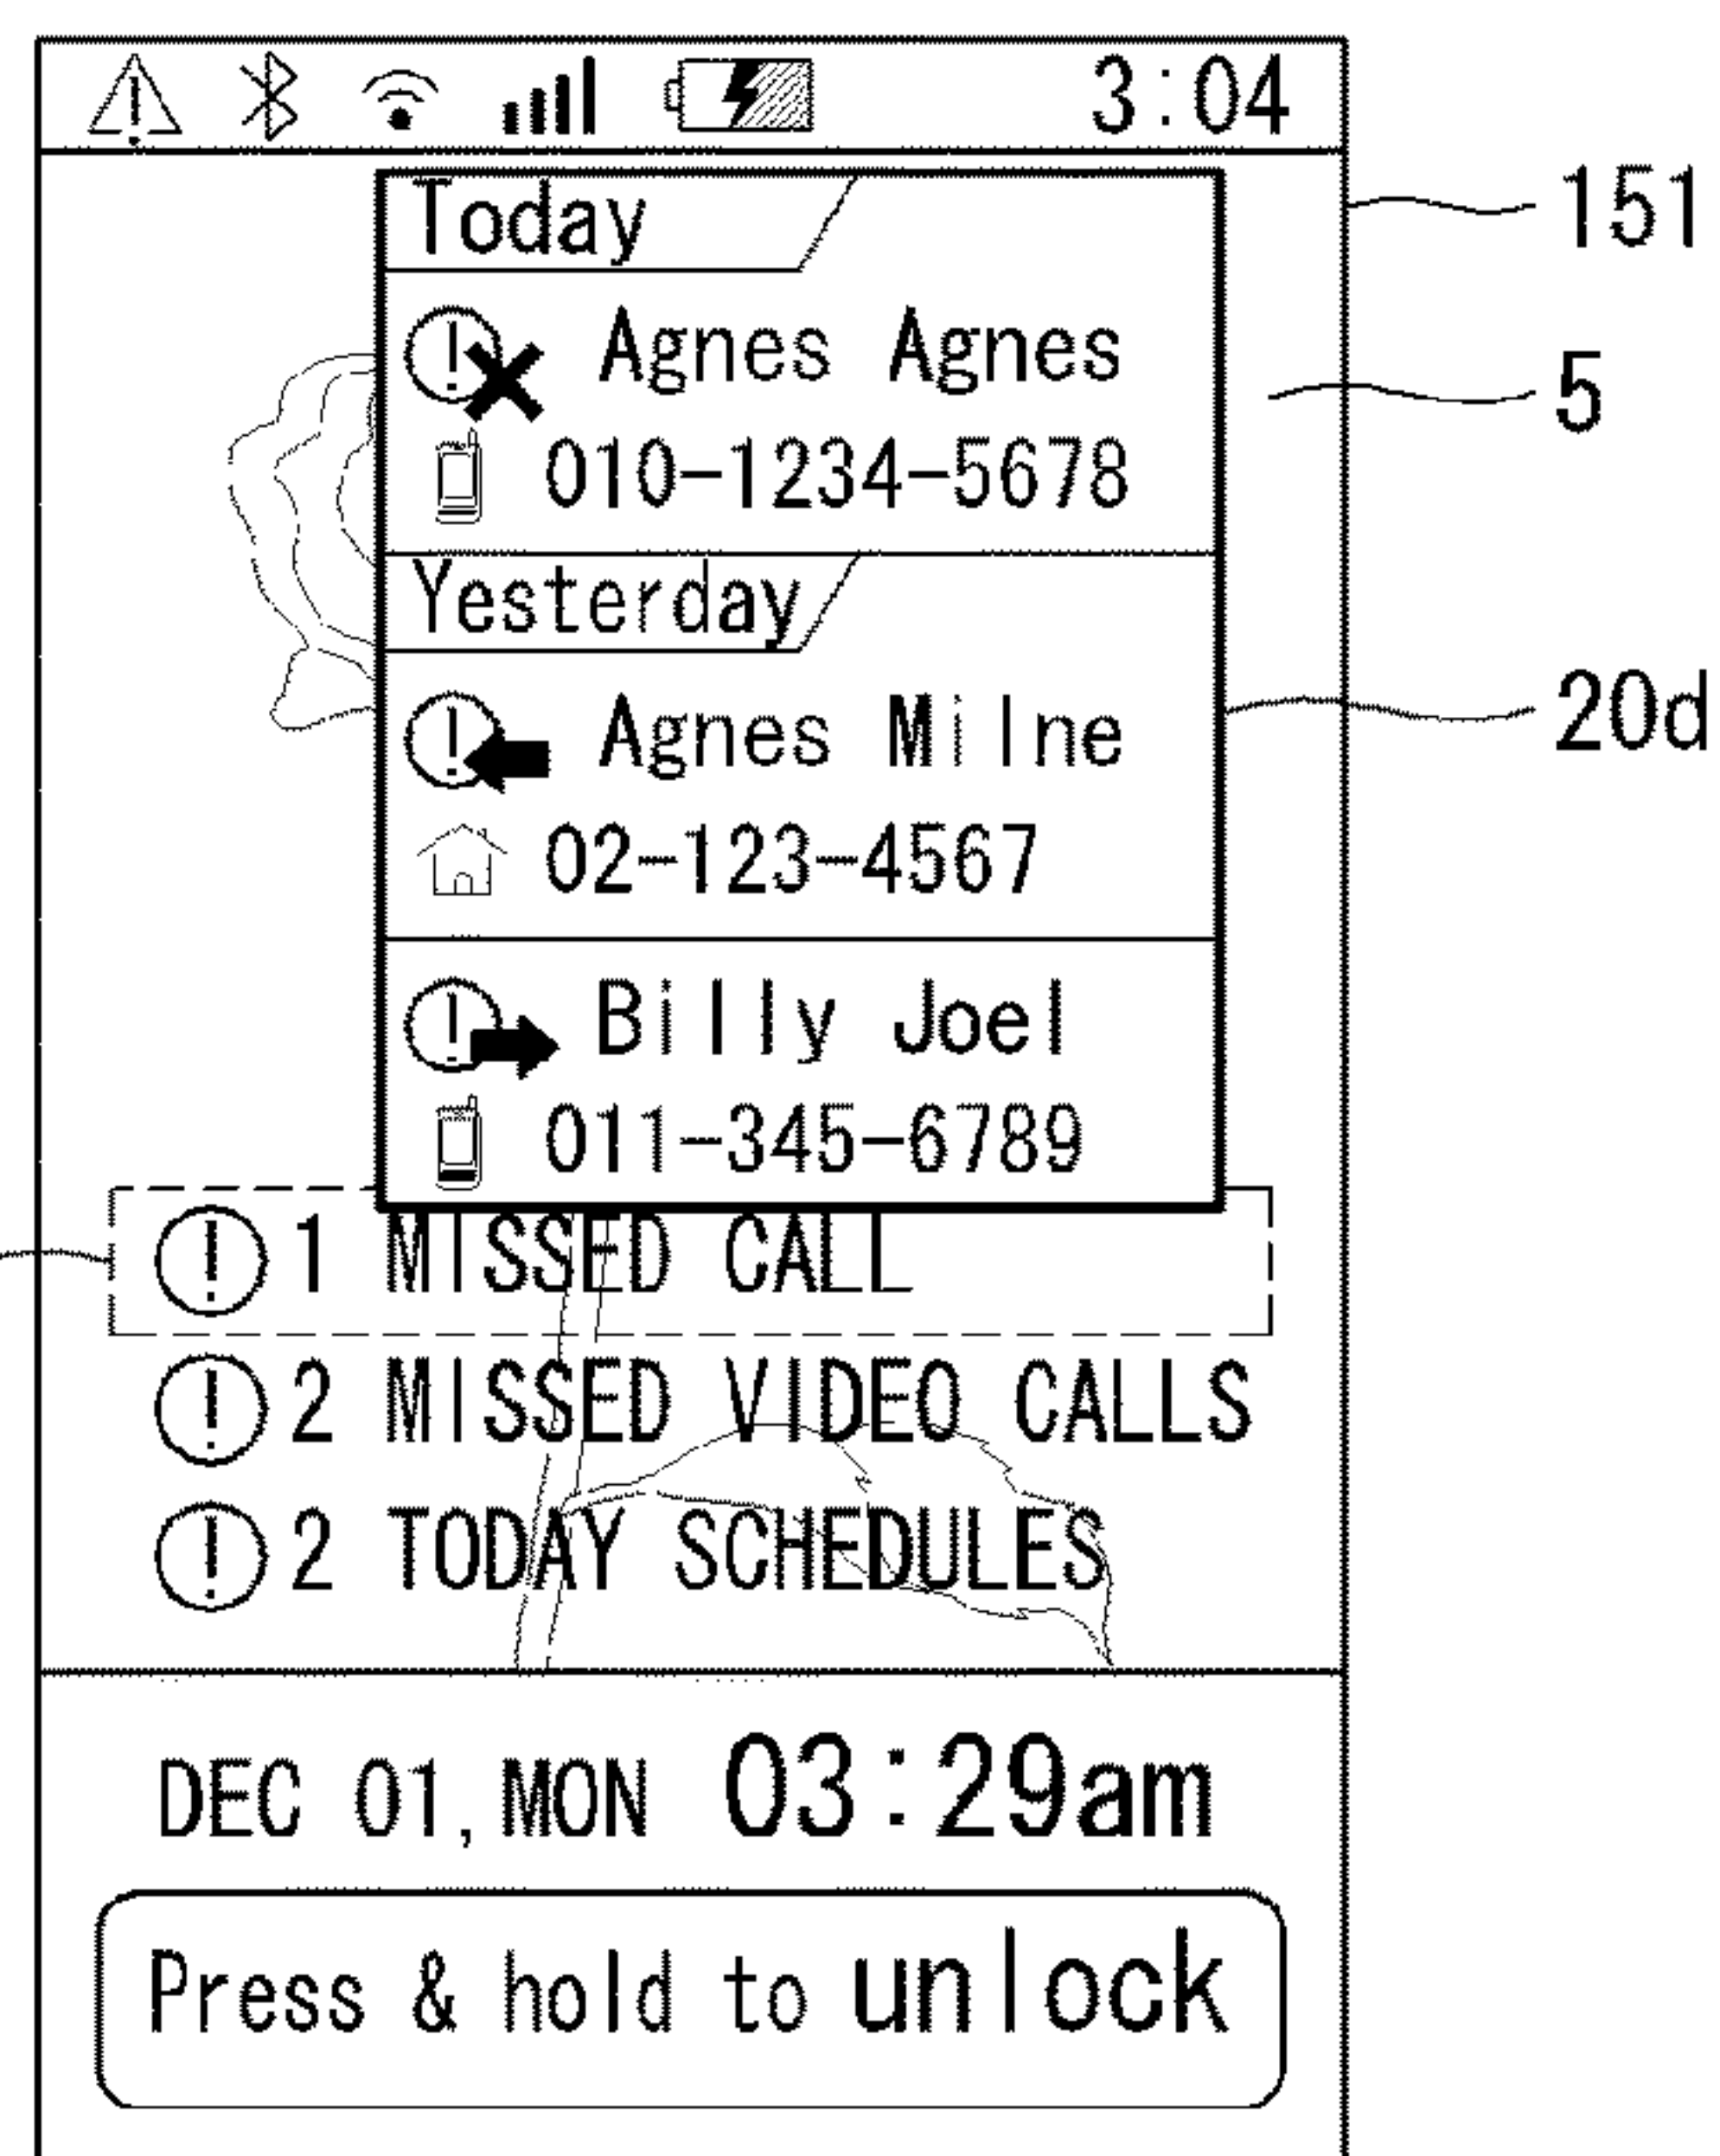 3:04
151
Today
Agnes Agnes
5
010-1234-5678
Yesterday
20d
Agnes Milne
02-123-4567
Billy Joel
011-345-6789
1 MISSED CALL
2 MISSED VIDEO CALLS
2 TODAY SCHEDULES
DEC 01, MON 03:29am
Press & hold to unlock